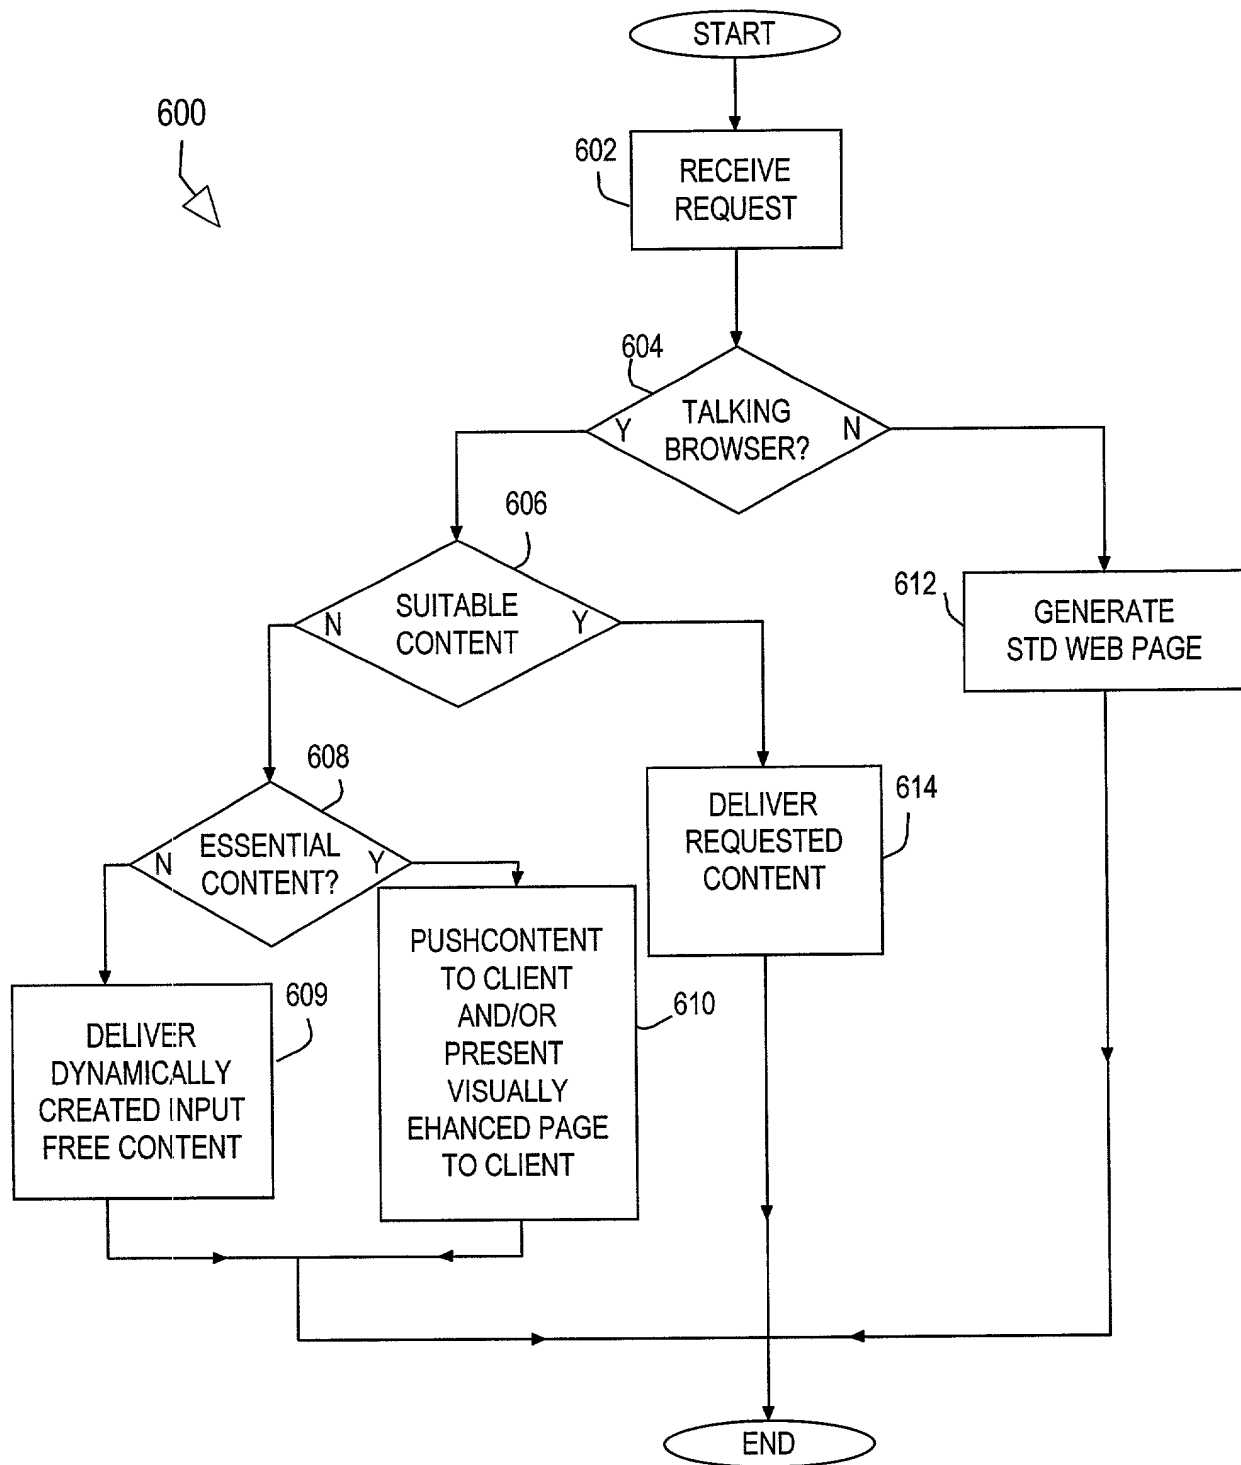 START
600
602
RECEIVE
REQUEST
604
TALKING
BROWSER?
Y
N
606
SUITABLE
CONTENT
N
Y
612
GENERATE
STD WEB PAGE
608
ESSENTIAL
CONTENT?
N
Y
DELIVER
REQUESTED
CONTENT
614
609
DELIVER
DYNAMICALLY
CREATED INPUT
FREE CONTENT
PUSHCONTENT
TO CLIENT
AND/OR
PRESENT
VISUALLY
EHANCED PAGE
TO CLIENT
610
END